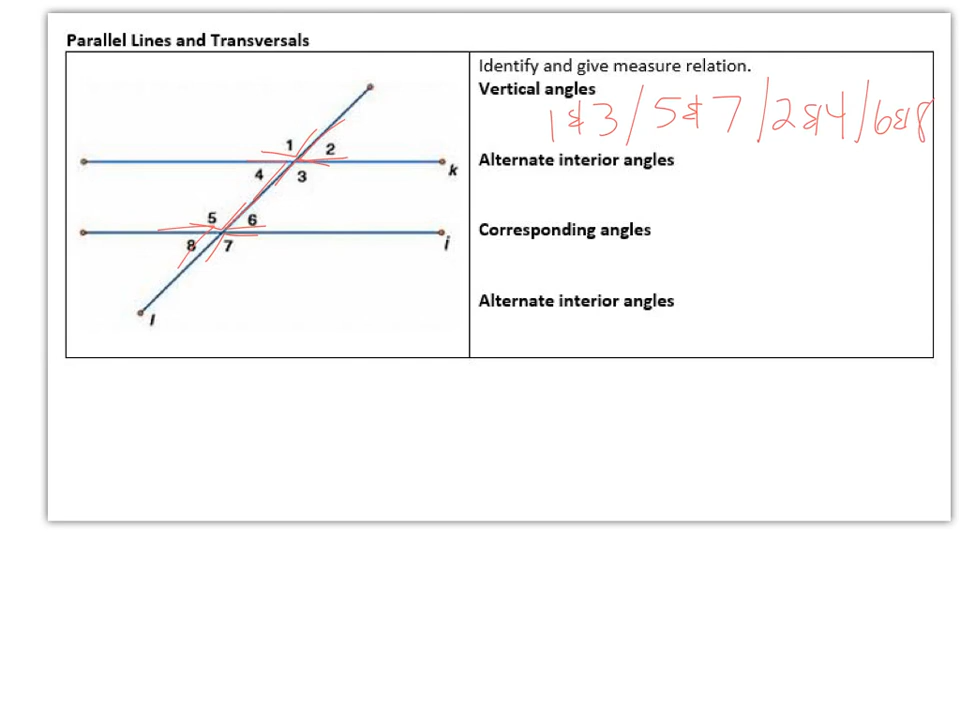 Parallel Lines and Transversals
1 2
4 3
k
5 6
8 7
j
l
Identify and give measure relation.
Vertical angles
1 & 3 / 5 & 7 / 2 & 4 / 6 & 8
Alternate interior angles
Corresponding angles
Alternate interior angles